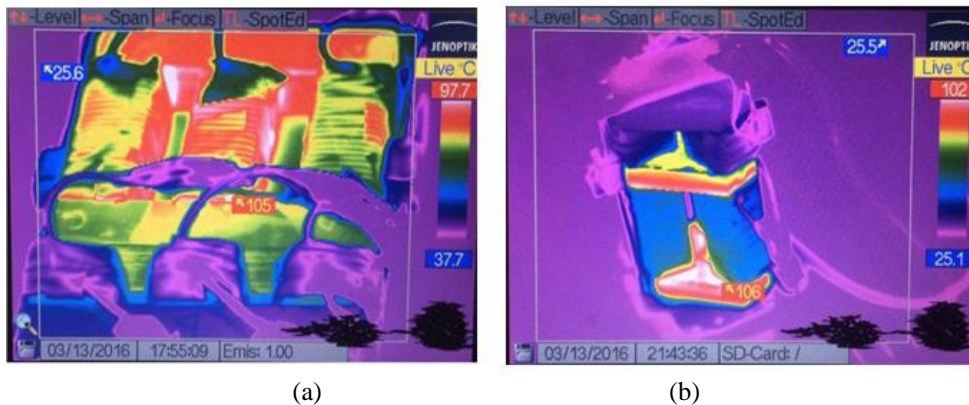 ↑↓-Level ↔-Span ↲-Focus TL-SpotEd
JENOPTIK
Live °C
25.6
97.7
105
37.7
03/13/2016 17:55:09 Emis: 1.00
(a)
↑↓-Level ↔-Span ↲-Focus TL-SpotEd
25.5
JENOPTIK
Live °C
102
106
25.1
03/13/2016 21:43:36 SD-Card: /
(b)